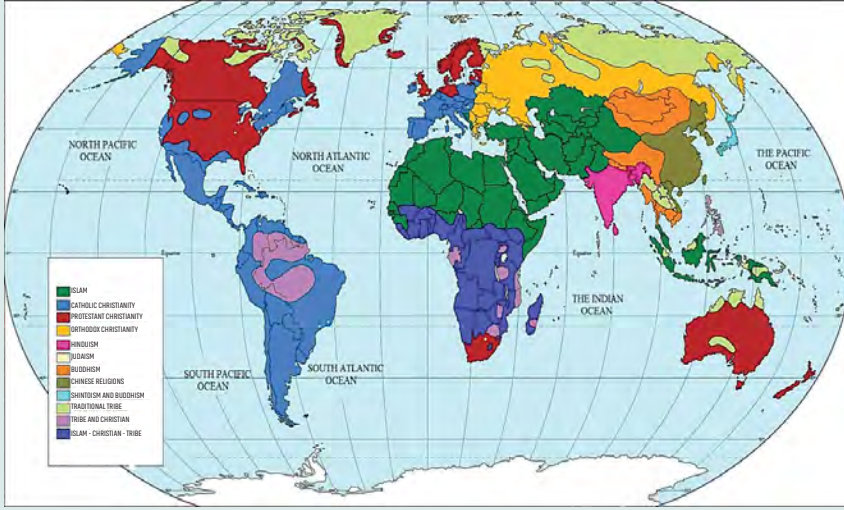 NORTH PACIFIC
OCEAN
NORTH ATLANTIC
OCEAN
THE PACIFIC
OCEAN
Equator
Equator
THE INDIAN
OCEAN
SOUTH PACIFIC
OCEAN
SOUTH ATLANTIC
OCEAN
ISLAM
CATHOLIC CHRISTIANITY
PROTESTANT CHRISTIANITY
ORTHODOX CHRISTIANITY
HINDUISM
JUDAISM
BUDDHISM
CHINESE RELIGIONS
SHINTOISM AND BUDDHISM
TRADITIONAL TRIBE
TRIBE AND CHRISTIAN
ISLAM - CHRISTIAN - TRIBE